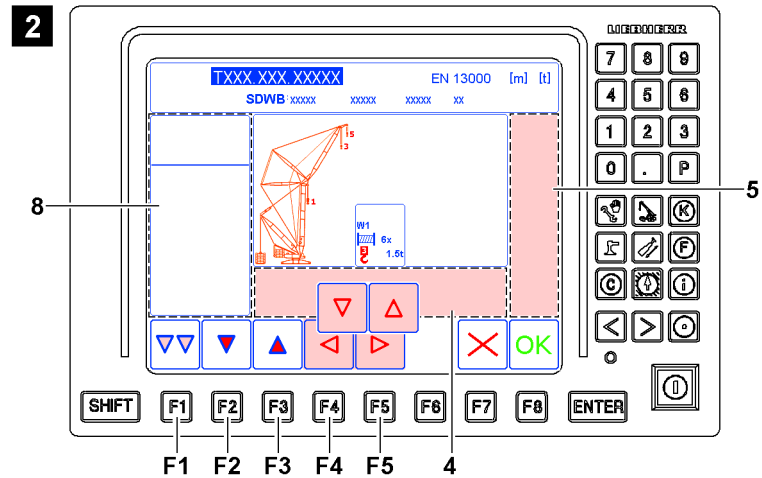 2
LIEBHERR
TXXX.XXX.XXXXX EN 13000 [m] [t]
SDWB: xxxxx xxxxx xxxxx xx
7 8 9
4 5 6
1 2 3
0 . P
5
3
1
W1
6x
1.5t
8
5
K
F
C i
< >
OK
SHIFT F1 F2 F3 F4 F5 F6 F7 F8 ENTER
F1 F2 F3 F4 F5 4